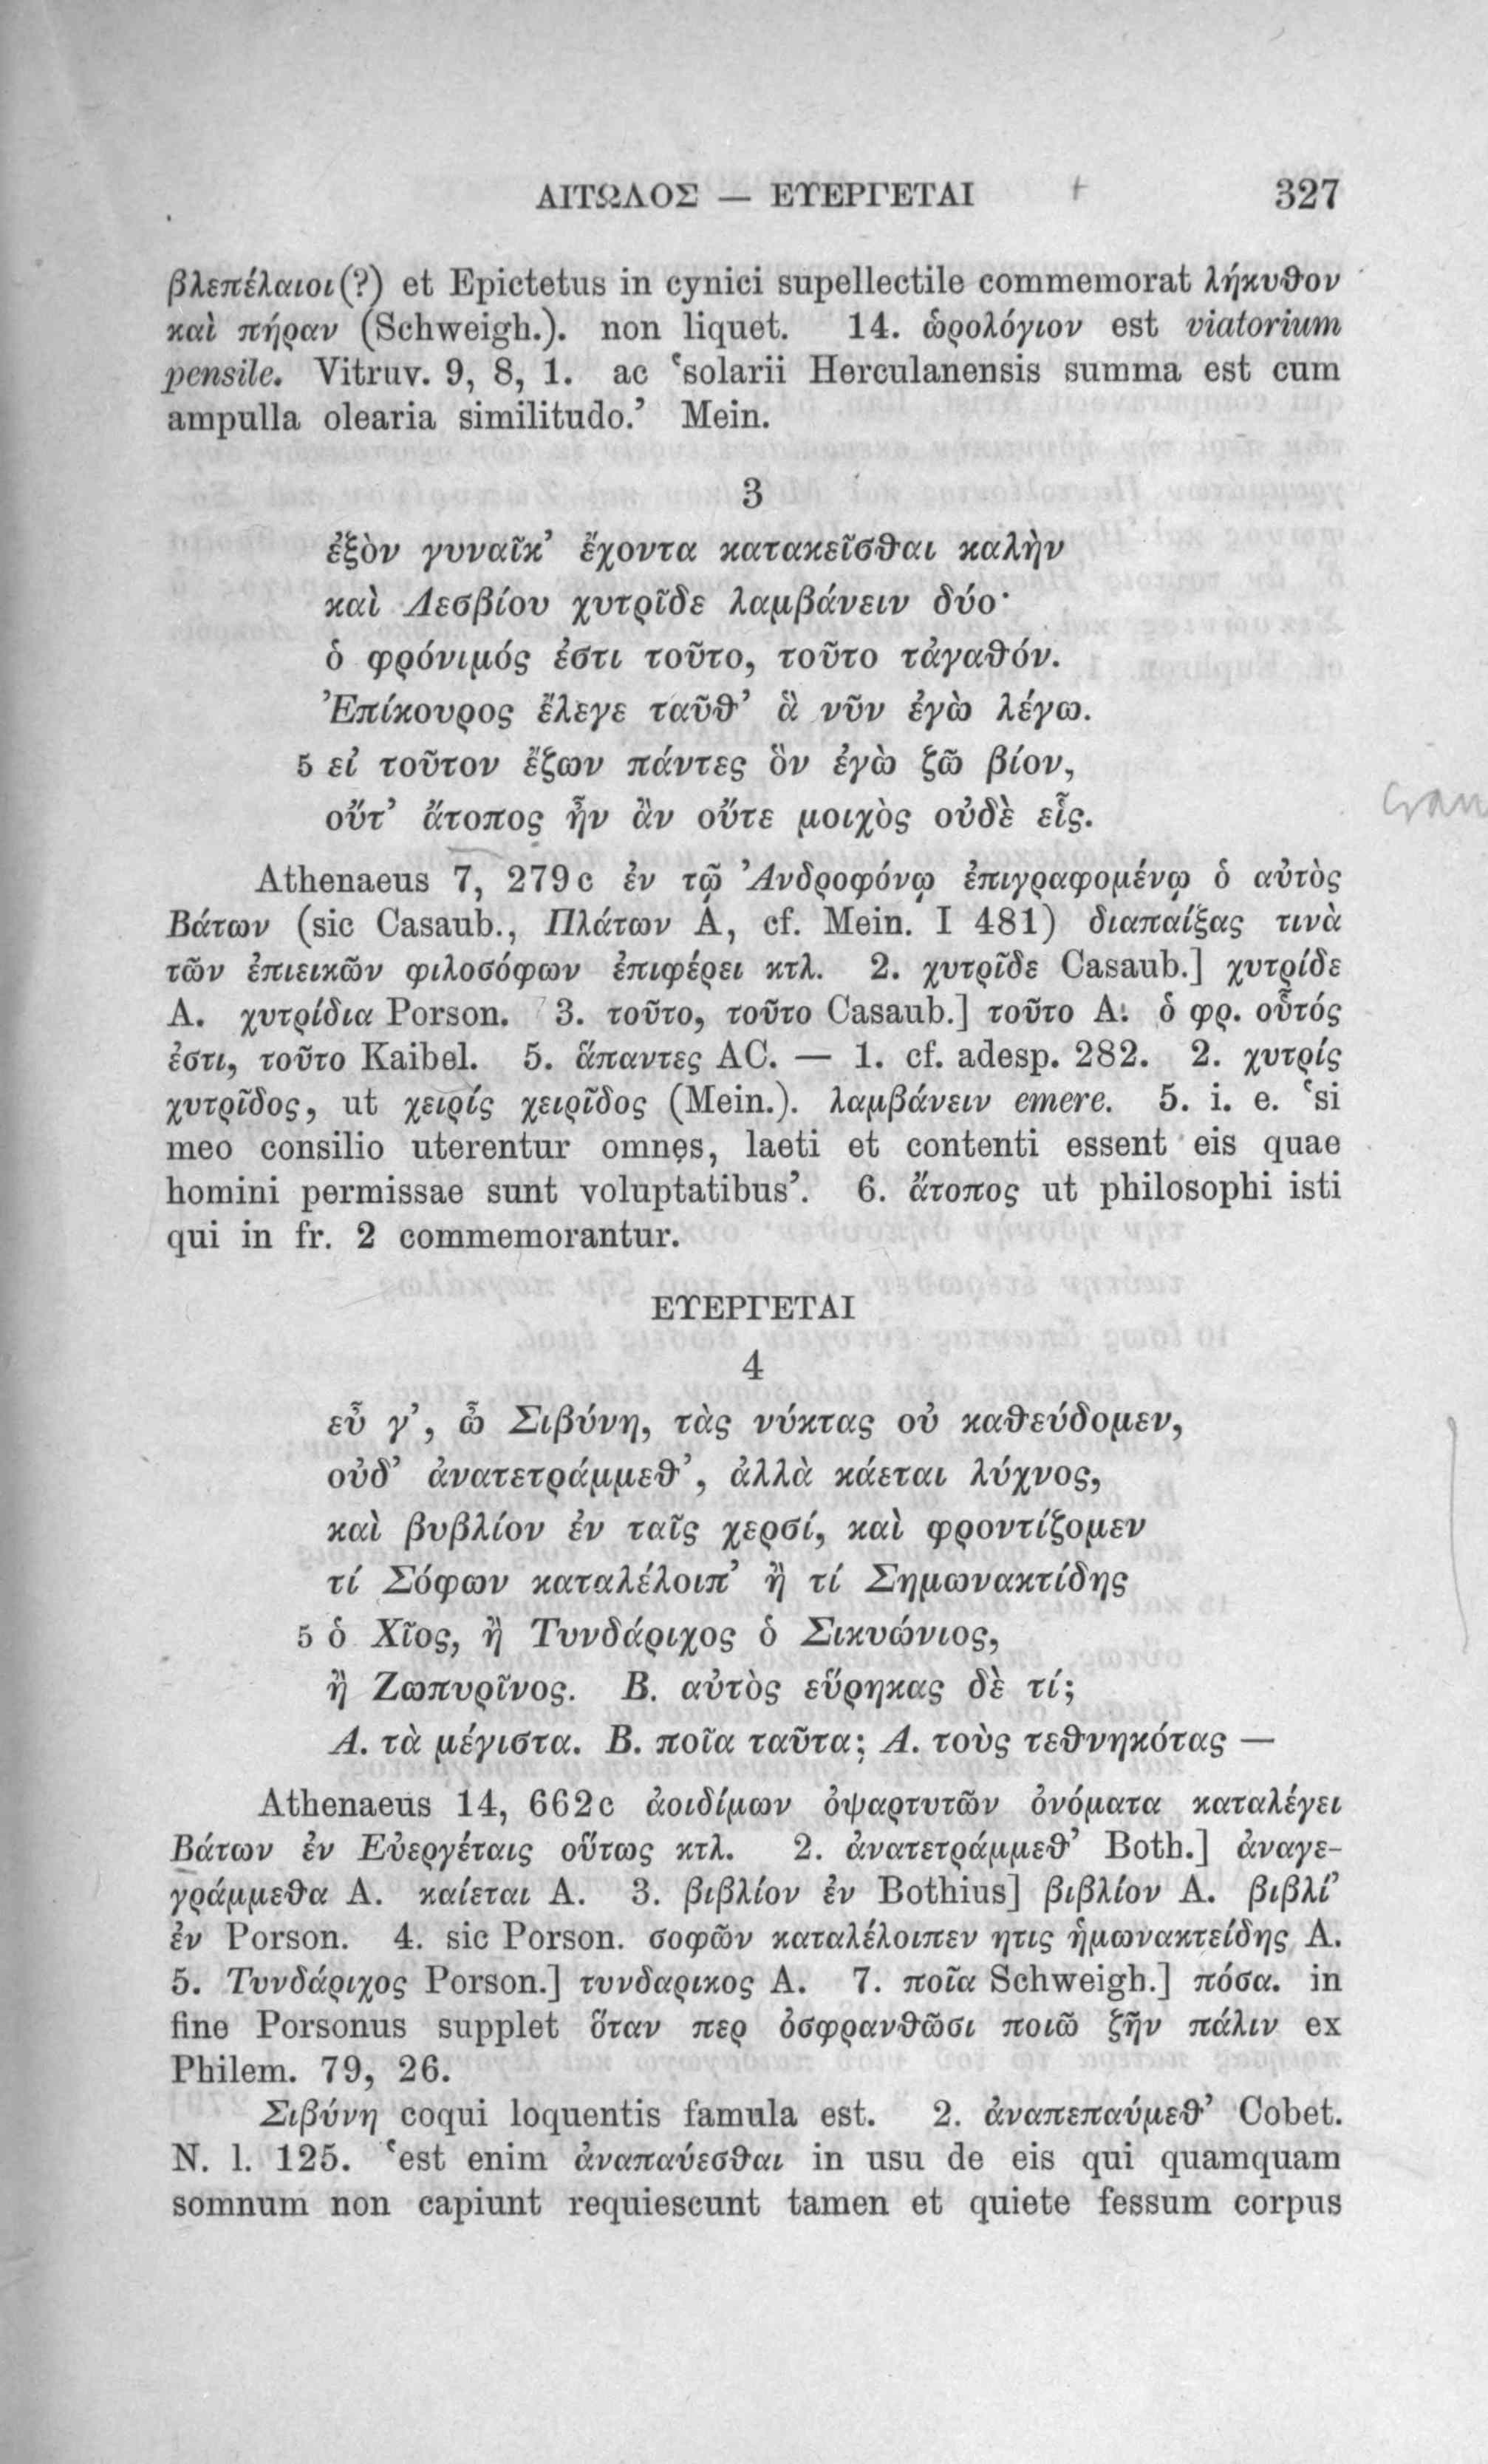 ΑΙΤΩΛΟΣ — ΕΥΕΡΓΕΤΑΙ 327
βλεπέλαιοι(?) et Epictetus in cynici supellectile commemorat λήκυθον
καὶ πήραν (Schweigh.). non liquet. 14. ὡρολόγιον est viatorium
pensile. Vitruv. 9, 8, 1. ac ‘solarii Herculanensis summa est cum
ampulla olearia similitudo.’ Mein.
3
ἐξὸν γυναῖκ’ ἔχοντα κατακεῖσθαι καλὴν
καὶ Λεσβίου χυτρῖδε λαμβάνειν δύο·
ὁ φρόνιμός ἐστι τοῦτο, τοῦτο τἀγαθόν.
Ἐπίκουρος ἔλεγε ταῦθ’ ἃ νῦν ἐγὼ λέγω.
5 εἰ τοῦτον ἔζων πάντες ὃν ἐγὼ ζῶ βίον,
οὔτ’ ἄτοπος ἦν ἂν οὔτε μοιχὸς οὐδὲ εἷς.
Athenaeus 7, 279c ἐν τῷ Ἀνδροφόνῳ ἐπιγραφομένῳ ὁ αὐτὸς
Βάτων (sic Casaub., Πλάτων A, cf. Mein. I 481) διαπαίξας τινὰ
τῶν ἐπιεικῶν φιλοσόφων ἐπιφέρει κτλ. 2. χυτρῖδε Casaub.] χυτρίδε
A. χυτρίδια Porson. 3. τοῦτο, τοῦτο Casaub.] τοῦτο A. ὁ φρ. οὗτός
ἐστι, τοῦτο Kaibel. 5. ἅπαντες AC. — 1. cf. adesp. 282. 2. χυτρίς
χυτρῖδος, ut χειρίς χειρῖδος (Mein.). λαμβάνειν emere. 5. i. e. ‘si
meo consilio uterentur omnes, laeti et contenti essent eis quae
homini permissae sunt voluptatibus’. 6. ἄτοπος ut philosophi isti
qui in fr. 2 commemorantur.
ΕΥΕΡΓΕΤΑΙ
4
εὖ γ’, ὦ Σιβύνη, τὰς νύκτας οὐ καθεύδομεν,
οὐδ’ ἀνατετράμμεθ’, ἀλλὰ κάεται λύχνος,
καὶ βυβλίον ἐν ταῖς χερσί, καὶ φροντίζομεν
τί Σόφων καταλέλοιπ’ ἢ τί Σημωνακτίδης
5 ὁ Χῖος, ἢ Τυνδάριχος ὁ Σικυώνιος,
ἢ Ζωπυρῖνος. Β. αὐτὸς εὕρηκας δὲ τί;
Α. τὰ μέγιστα. Β. ποῖα ταῦτα; Α. τοὺς τεθνηκότας —
Athenaeus 14, 662c ἀοιδίμων ὀψαρτυτῶν ὀνόματα καταλέγει
Βάτων ἐν Εὐεργέταις οὕτως κτλ. 2. ἀνατετράμμεθ’ Both.] ἀναγε-
γράμμεθα A. καίεται A. 3. βιβλίον ἐν Bothius] βιβλίον A. βιβλί’
ἐν Porson. 4. sic Porson. σοφῶν καταλέλοιπεν ητις ἡμωνακτείδης A.
5. Τυνδάριχος Porson.] τυνδαρικος A. 7. ποῖα Schweigh.] πόσα. in
fine Porsonus supplet ὅταν περ ὀσφρανθῶσι ποιῶ ζῆν πάλιν ex
Philem. 79, 26.
Σιβύνη coqui loquentis famula est. 2. ἀναπεπαύμεθ’ Cobet.
N. l. 125. ‘est enim ἀναπαύεσθαι in usu de eis qui quamquam
somnum non capiunt requiescunt tamen et quiete fessum corpus